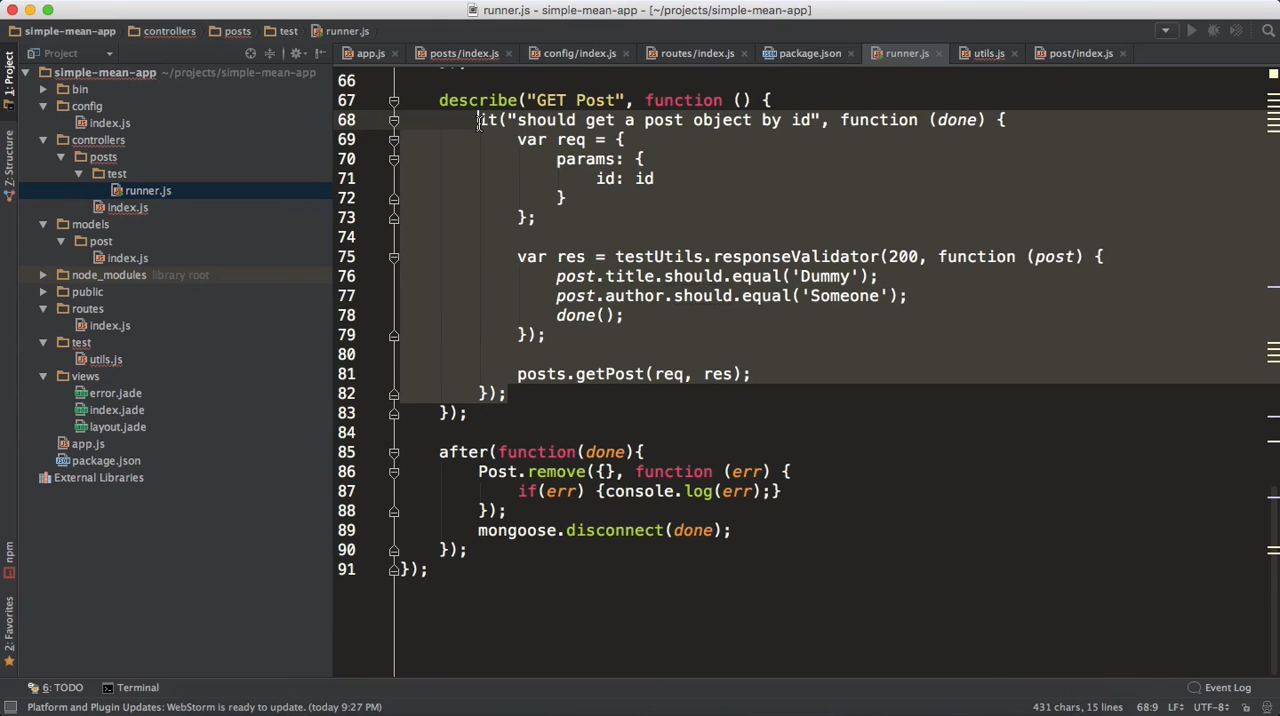 runner.js - simple-mean-app - [~/projects/simple-mean-app]
simple-mean-app controllers posts test runner.js
Project
app.js posts/index.js config/index.js routes/index.js package.json runner.js utils.js post/index.js
1: Project
Z: Structure
npm
2: Favorites
simple-mean-app ~/projects/simple-mean-app
bin
config
index.js
controllers
posts
test
runner.js
index.js
models
post
index.js
node_modules library root
public
routes
index.js
test
utils.js
views
error.jade
index.jade
layout.jade
app.js
package.json
External Libraries
66
67 describe("GET Post", function () {
68 it("should get a post object by id", function (done) {
69 var req = {
70 params: {
71 id: id
72 }
73 };
74
75 var res = testUtils.responseValidator(200, function (post) {
76 post.title.should.equal('Dummy');
77 post.author.should.equal('Someone');
78 done();
79 });
80
81 posts.getPost(req, res);
82 });
83 });
84
85 after(function(done){
86 Post.remove({}, function (err) {
87 if(err) {console.log(err);}
88 });
89 mongoose.disconnect(done);
90 });
91 });
6: TODO Terminal Event Log
Platform and Plugin Updates: WebStorm is ready to update. (today 9:27 PM) 431 chars, 15 lines 68:9 LF÷ UTF-8÷